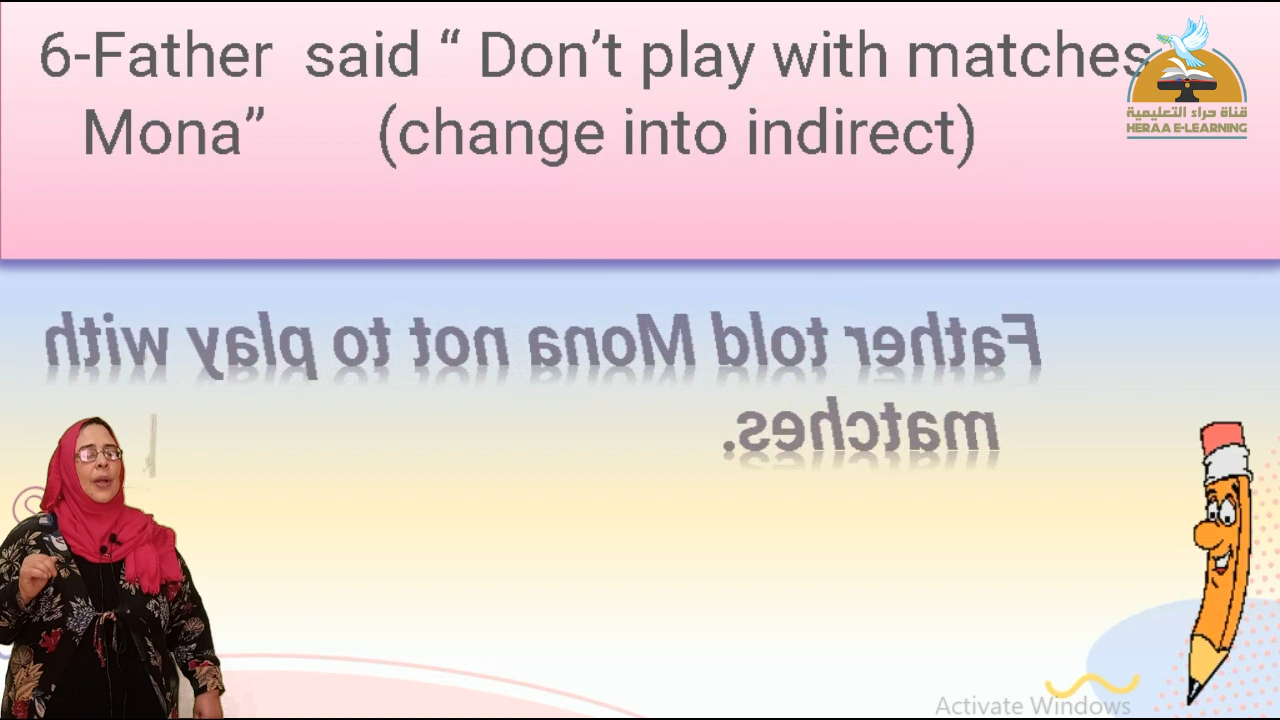 6-Father said “ Don’t play with matches
Mona” (change into indirect)
قناة حراء التعليمية
HERAA E-LEARNING
Father told Mona not to play with
matches.
Activate Windows